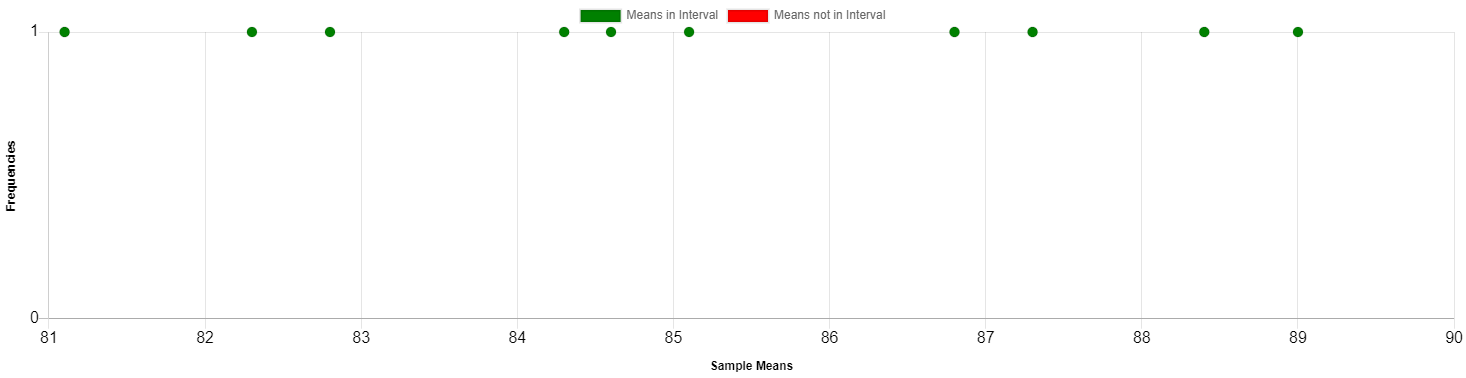 Means in Interval Means not in Interval
1
Frequencies
0
81 82 83 84 85 86 87 88 89 90
Sample Means